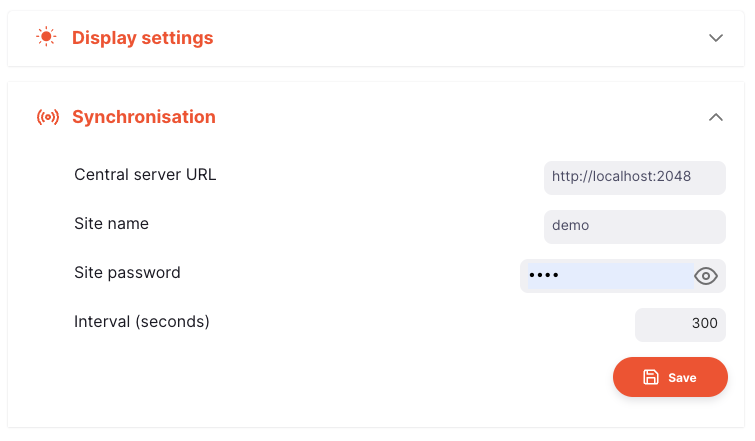 Display settings
Synchronisation
Central server URL http://localhost:2048
Site name demo
Site password ••••
Interval (seconds) 300
Save